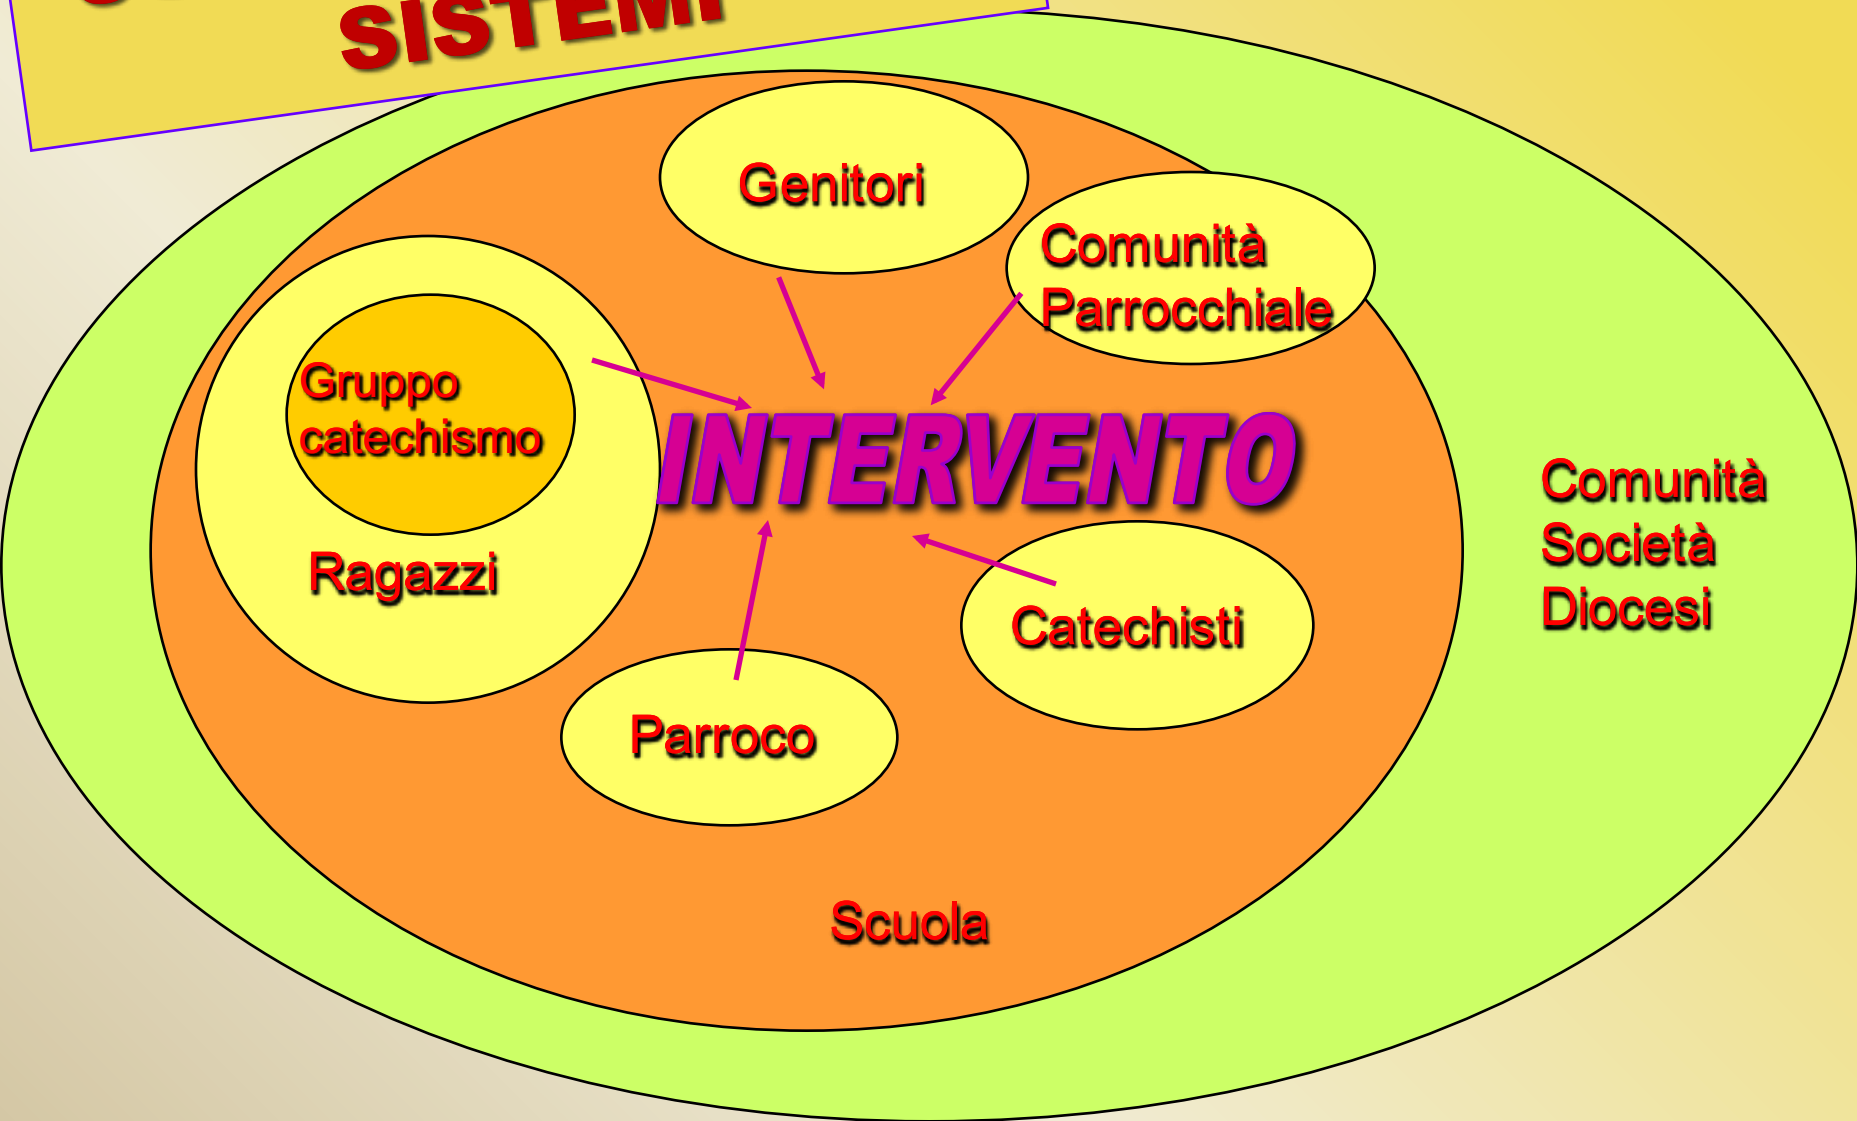 SISTEMI
Genitori
Comunità
Parrocchiale
Gruppo
catechismo
INTERVENTO
Ragazzi
Comunità
Società
Diocesi
Catechisti
Parroco
Scuola